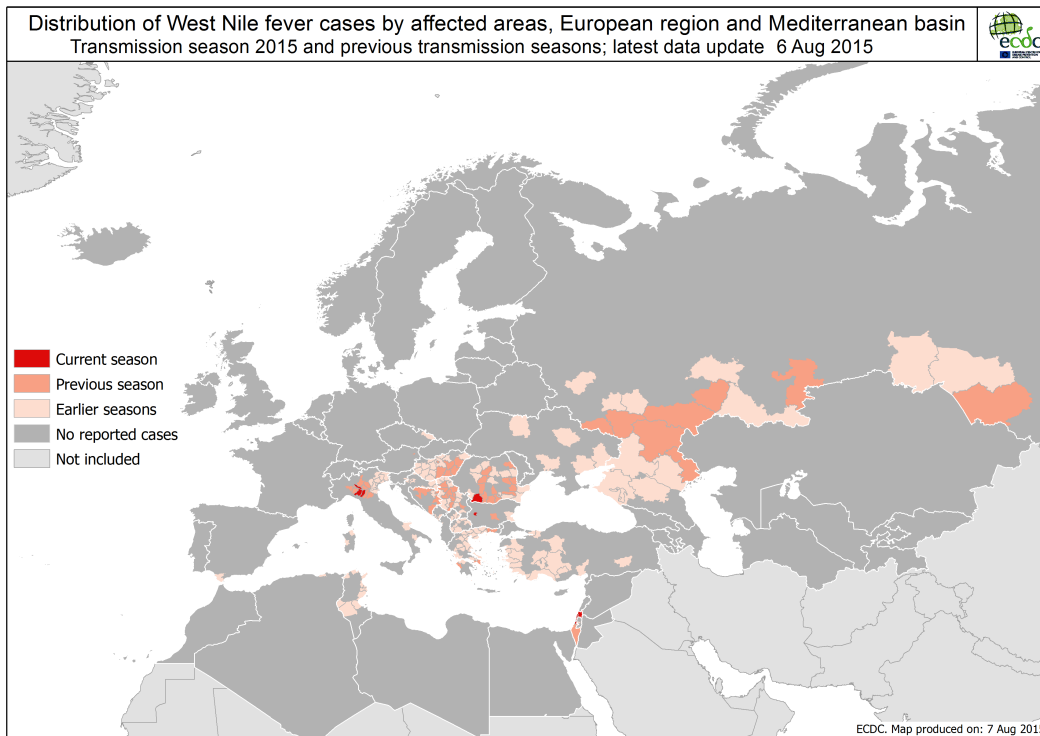 Distribution of West Nile fever cases by affected areas, European region and Mediterranean basin
Transmission season 2015 and previous transmission seasons; latest data update 6 Aug 2015
ecdc
Current season
Previous season
Earlier seasons
No reported cases
Not included
ECDC. Map produced on: 7 Aug 2015